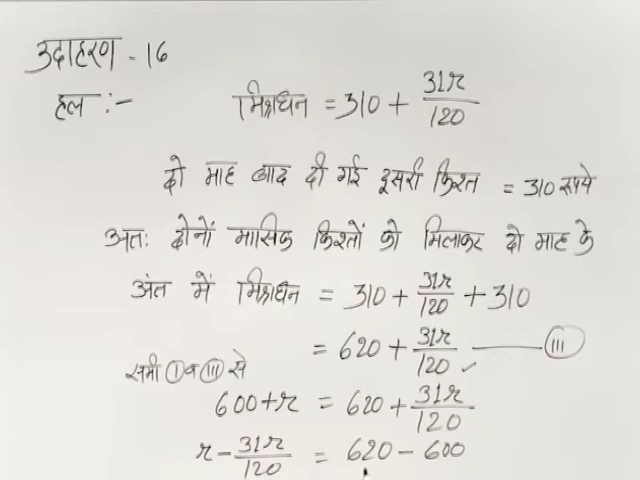 उदाहरण - 16
हल :- मिश्रधन = 310 + 31r/120
दो माह बाद दी गई दूसरी किश्त = 310 रूपये
अतः दोनों मासिक किश्तों को मिलाकर दो माह के
अंत में मिश्रधन = 310 + 31r/120 + 310
= 620 + 31r/120 —— (III)
समी (I) व (III) से
600 + r = 620 + 31r/120
r - 31r/120 = 620 - 600